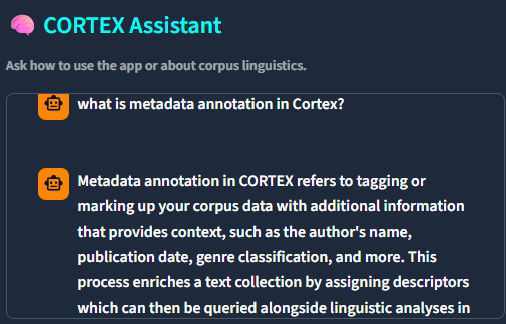 CORTEX Assistant
Ask how to use the app or about corpus linguistics.
what is metadata annotation in Cortex?
Metadata annotation in CORTEX refers to tagging or
marking up your corpus data with additional information
that provides context, such as the author's name,
publication date, genre classification, and more. This
process enriches a text collection by assigning descriptors
which can then be queried alongside linguistic analyses in